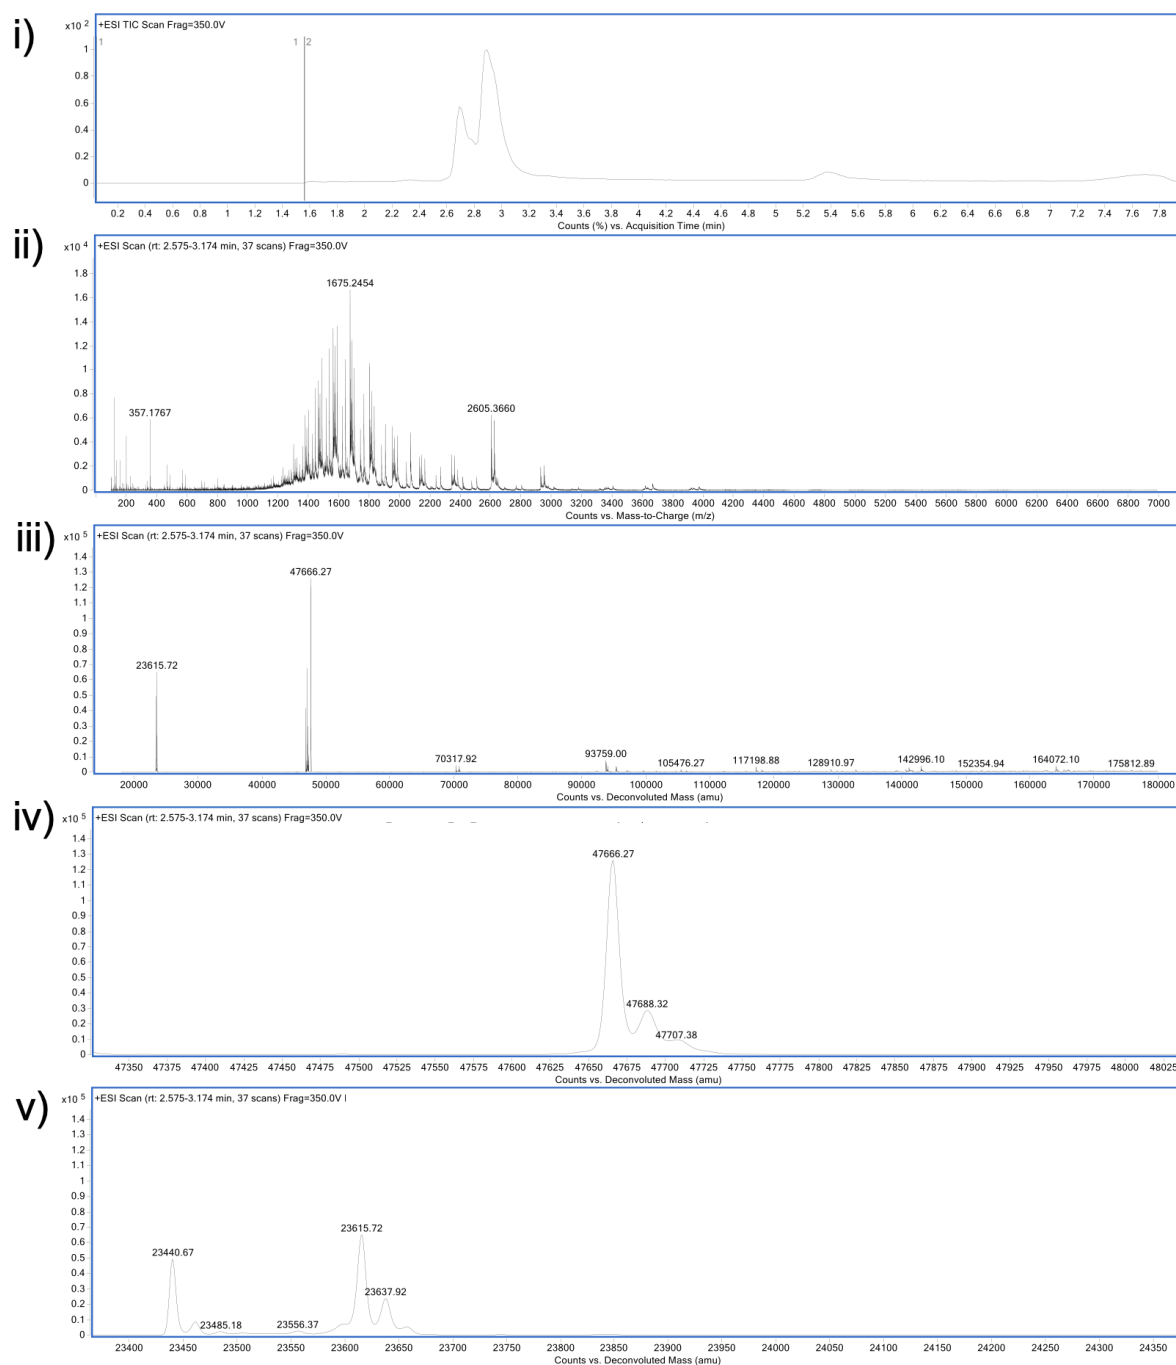 i)
x10 2
+ESI TIC Scan Frag=350.0V
1 1 2
1
0.8
0.6
0.4
0.2
0
0.2 0.4 0.6 0.8 1 1.2 1.4 1.6 1.8 2 2.2 2.4 2.6 2.8 3 3.2 3.4 3.6 3.8 4 4.2 4.4 4.6 4.8 5 5.2 5.4 5.6 5.8 6 6.2 6.4 6.6 6.8 7 7.2 7.4 7.6 7.8
Counts (%) vs. Acquisition Time (min)
ii)
x10 4
+ESI Scan (rt: 2.575-3.174 min, 37 scans) Frag=350.0V
1.8
1.6
1.4
1.2
1
0.8
0.6
0.4
0.2
0
1675.2454
357.1767
2605.3660
200 400 600 800 1000 1200 1400 1600 1800 2000 2200 2400 2600 2800 3000 3200 3400 3600 3800 4000 4200 4400 4600 4800 5000 5200 5400 5600 5800 6000 6200 6400 6600 6800 7000
Counts vs. Mass-to-Charge (m/z)
iii)
x10 5
+ESI Scan (rt: 2.575-3.174 min, 37 scans) Frag=350.0V
1.4
1.3
1.2
1.1
1
0.9
0.8
0.7
0.6
0.5
0.4
0.3
0.2
0.1
0
47666.27
23615.72
70317.92 93759.00 105476.27 117198.88 128910.97 142996.10 152354.94 164072.10 175812.89
20000 30000 40000 50000 60000 70000 80000 90000 100000 110000 120000 130000 140000 150000 160000 170000 180000
Counts vs. Deconvoluted Mass (amu)
iv)
x10 5
+ESI Scan (rt: 2.575-3.174 min, 37 scans) Frag=350.0V
1.4
1.3
1.2
1.1
1
0.9
0.8
0.7
0.6
0.5
0.4
0.3
0.2
0.1
0
47666.27
47688.32
47707.38
47350 47375 47400 47425 47450 47475 47500 47525 47550 47575 47600 47625 47650 47675 47700 47725 47750 47775 47800 47825 47850 47875 47900 47925 47950 47975 48000 48025
Counts vs. Deconvoluted Mass (amu)
v)
x10 5
+ESI Scan (rt: 2.575-3.174 min, 37 scans) Frag=350.0V
1.4
1.3
1.2
1.1
1
0.9
0.8
0.7
0.6
0.5
0.4
0.3
0.2
0.1
0
23615.72
23440.67
23637.92
23485.18
23556.37
23400 23450 23500 23550 23600 23650 23700 23750 23800 23850 23900 23950 24000 24050 24100 24150 24200 24250 24300 24350
Counts vs. Deconvoluted Mass (amu)